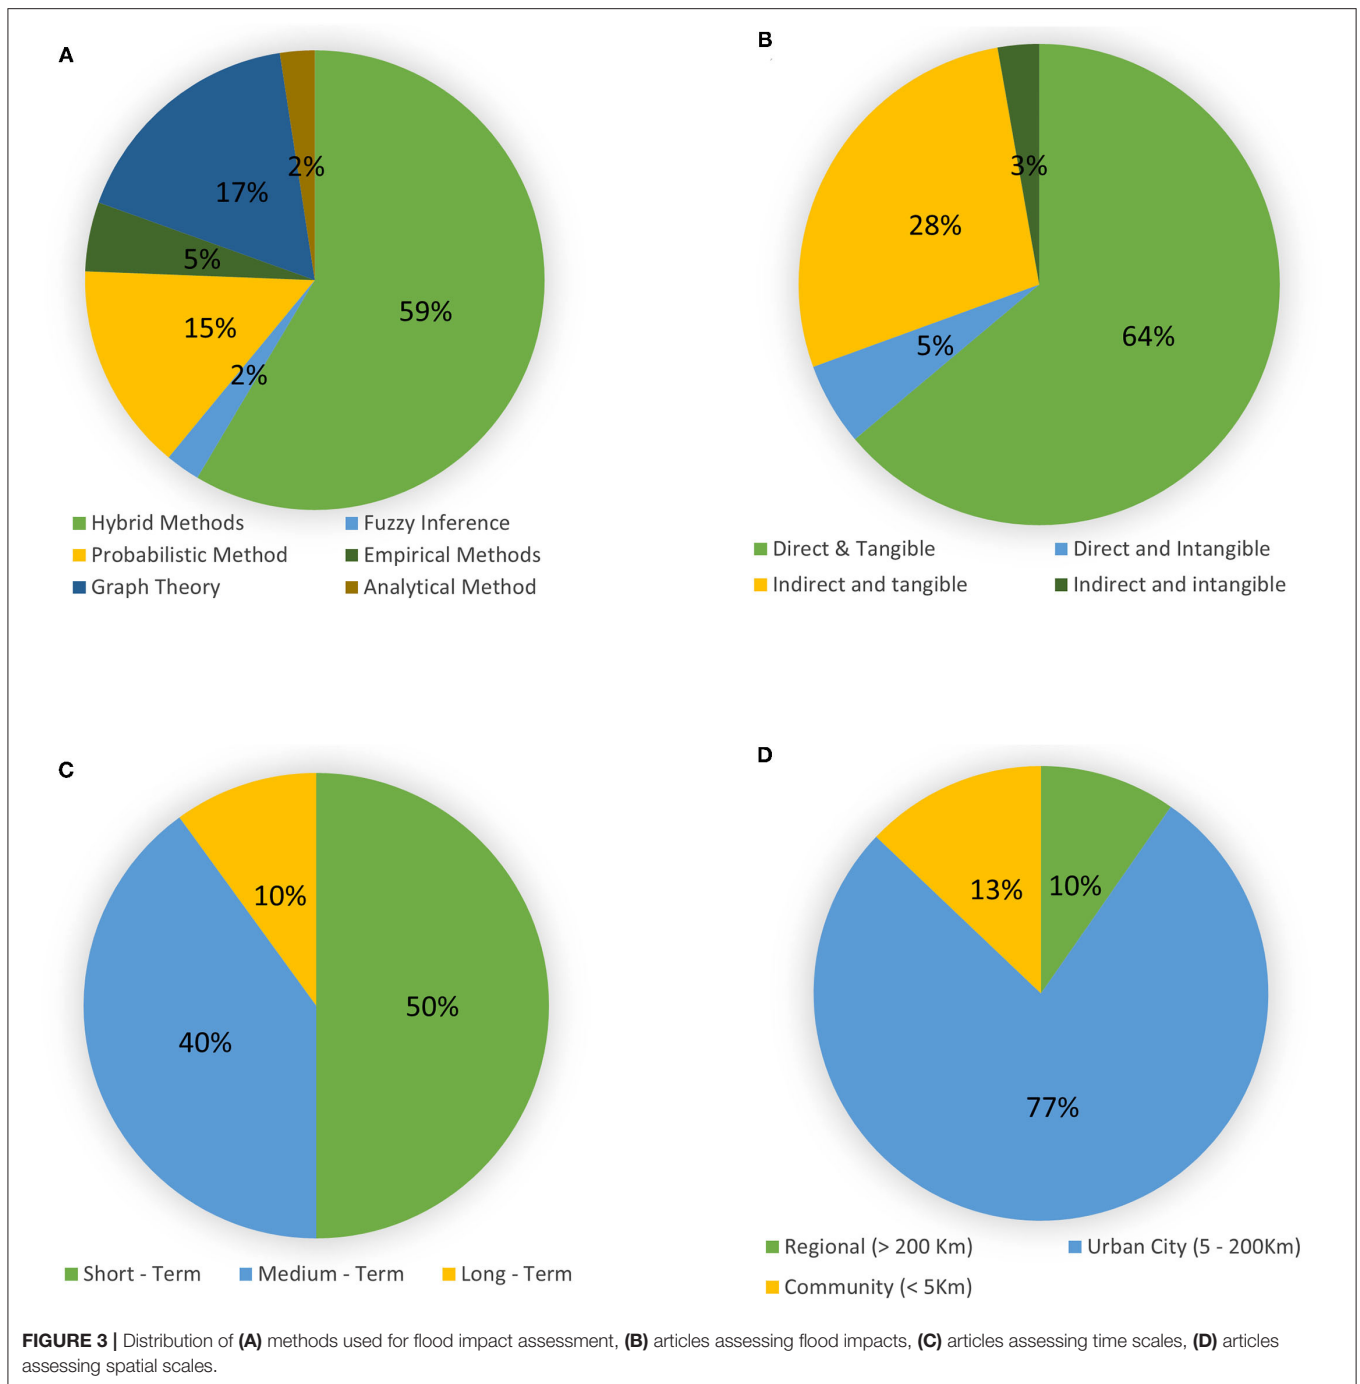 A
2%
17%
5%
59%
15%
2%
Hybrid Methods
Fuzzy Inference
Probabilistic Method
Empirical Methods
Graph Theory
Analytical Method
B
3%
28%
64%
5%
Direct & Tangible
Direct and Intangible
Indirect and tangible
Indirect and intangible
C
10%
50%
40%
Short - Term
Medium - Term
Long - Term
D
13%
10%
77%
Regional (> 200 Km)
Urban City (5 - 200Km)
Community (< 5Km)
FIGURE 3 | Distribution of (A) methods used for flood impact assessment, (B) articles assessing flood impacts, (C) articles assessing time scales, (D) articles
assessing spatial scales.